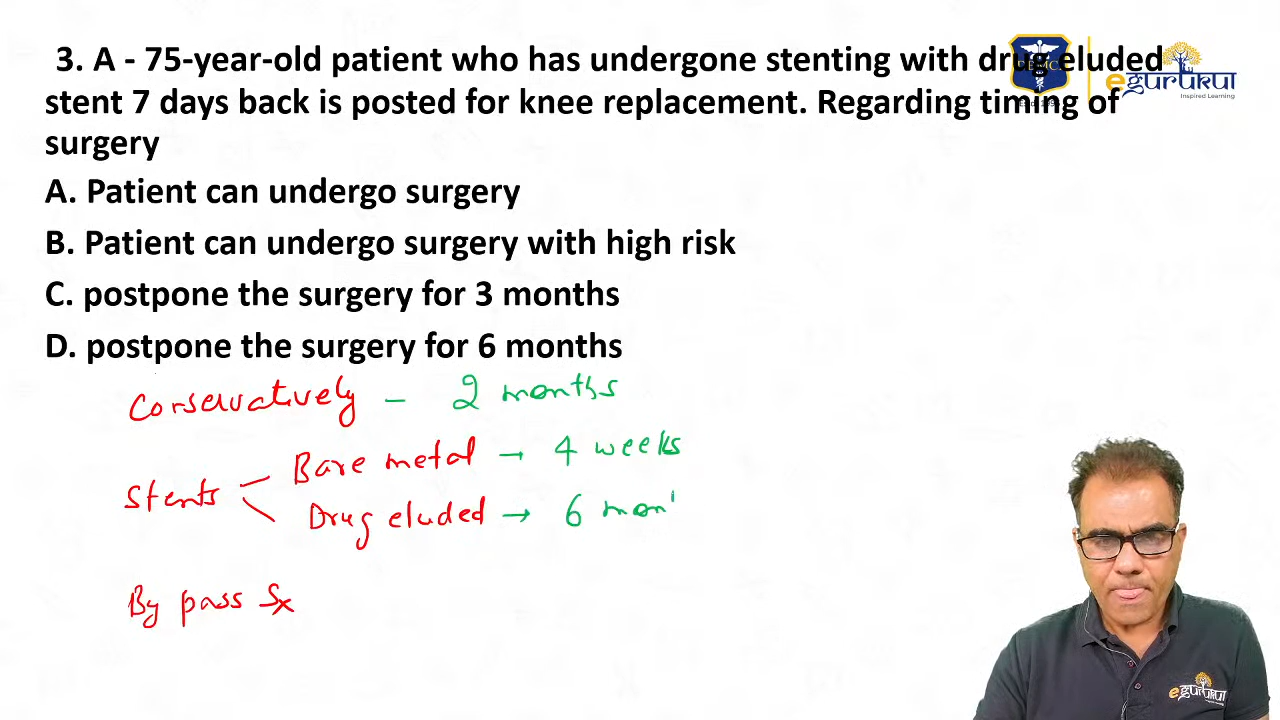 3. A - 75-year-old patient who has undergone stenting with drug eluded
stent 7 days back is posted for knee replacement. Regarding timing of
surgery
A. Patient can undergo surgery
B. Patient can undergo surgery with high risk
C. postpone the surgery for 3 months
D. postpone the surgery for 6 months
Conservatively - 2 months
Stents
Bare metal → 4 weeks
Drug eluded → 6 mon
By pass Sx
egurukul
Inspired Learning
egurukul